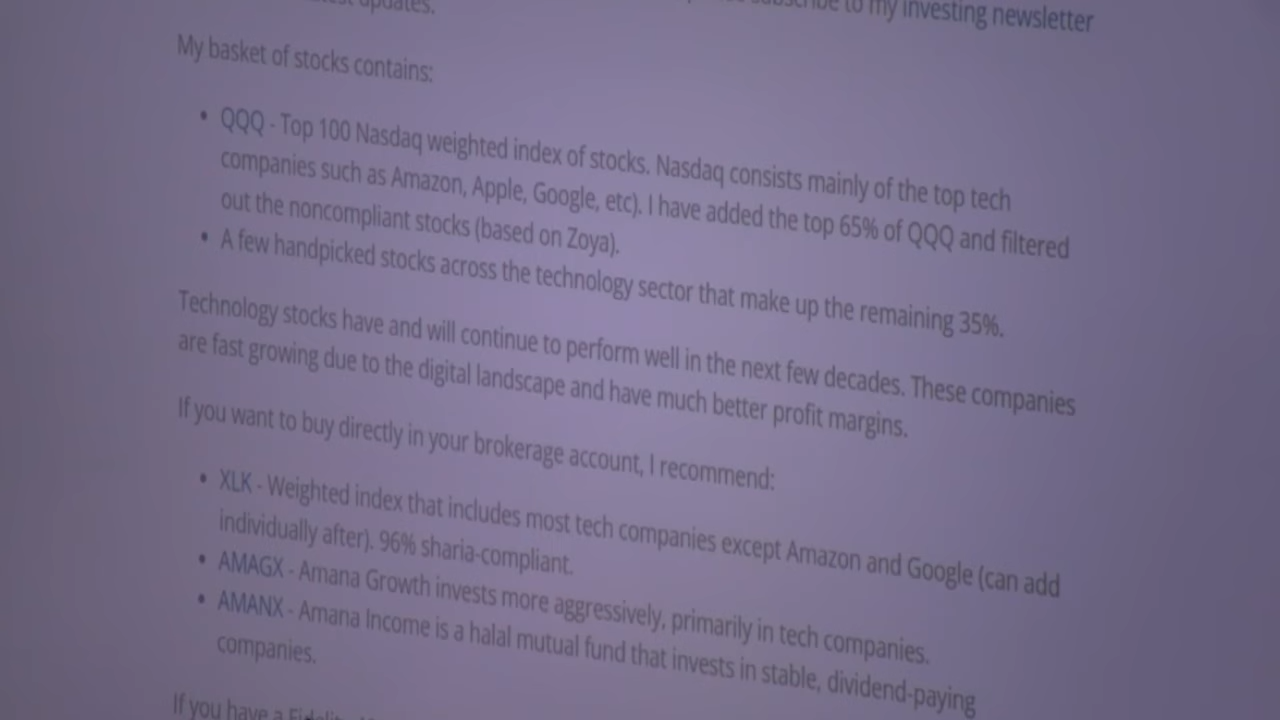 updates.
subscribe to my investing newsletter
My basket of stocks contains:
• QQQ - Top 100 Nasdaq weighted index of stocks. Nasdaq consists mainly of the top tech
companies such as Amazon, Apple, Google, etc). I have added the top 65% of QQQ and filtered
out the noncompliant stocks (based on Zoya).
• A few handpicked stocks across the technology sector that make up the remaining 35%.
Technology stocks have and will continue to perform well in the next few decades. These companies
are fast growing due to the digital landscape and have much better profit margins.
If you want to buy directly in your brokerage account, I recommend:
• XLK - Weighted index that includes most tech companies except Amazon and Google (can add
individually after). 96% sharia-compliant.
• AMAGX - Amana Growth invests more aggressively, primarily in tech companies.
• AMANX - Amana Income is a halal mutual fund that invests in stable, dividend-paying
companies.
If you have a